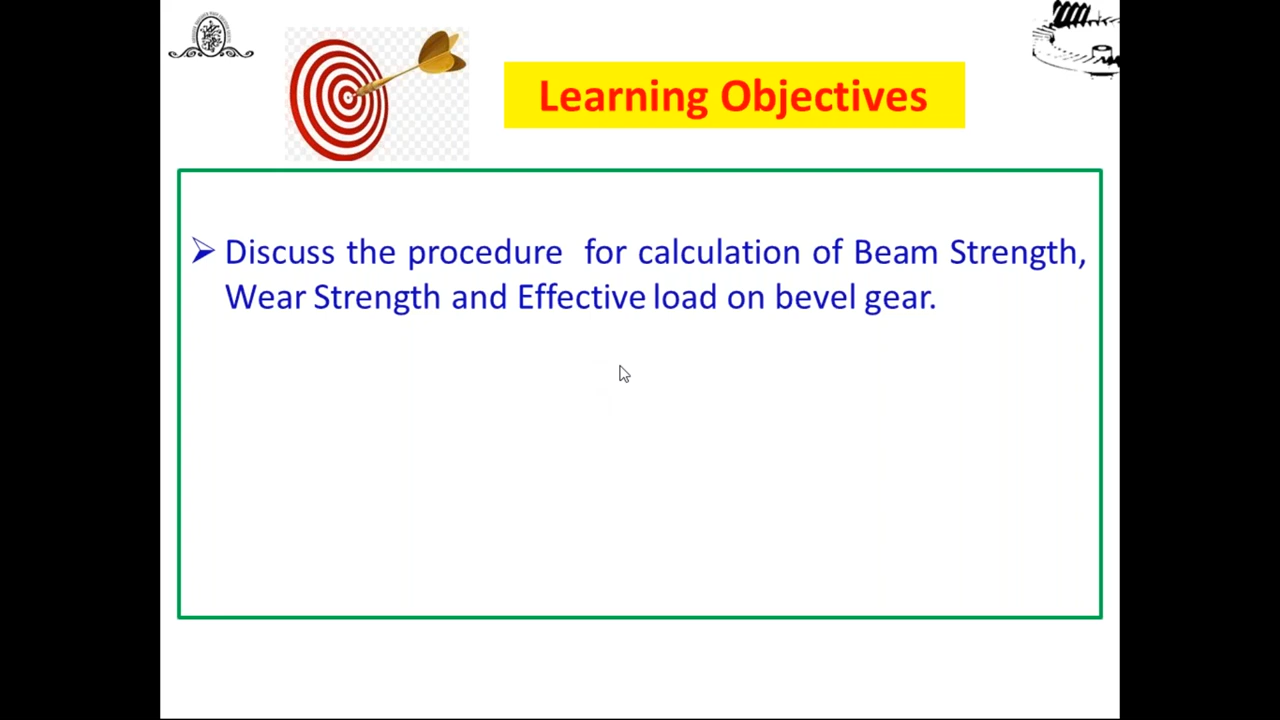 Learning Objectives
Discuss the procedure for calculation of Beam Strength,
Wear Strength and Effective load on bevel gear.